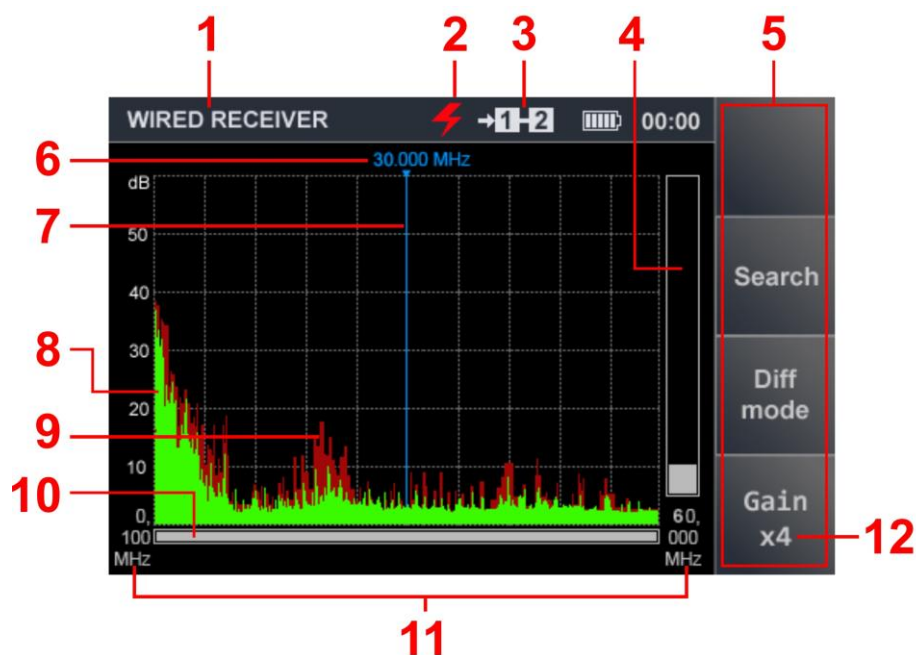 1
2
3
4
5
WIRED RECEIVER
→1-2
00:00
6
30.000 MHz
dB
7
50
Search
40
8
30
Diff
mode
20
9
10
10
Gain
x4
12
0,
100
MHz
60,
000
MHz
11